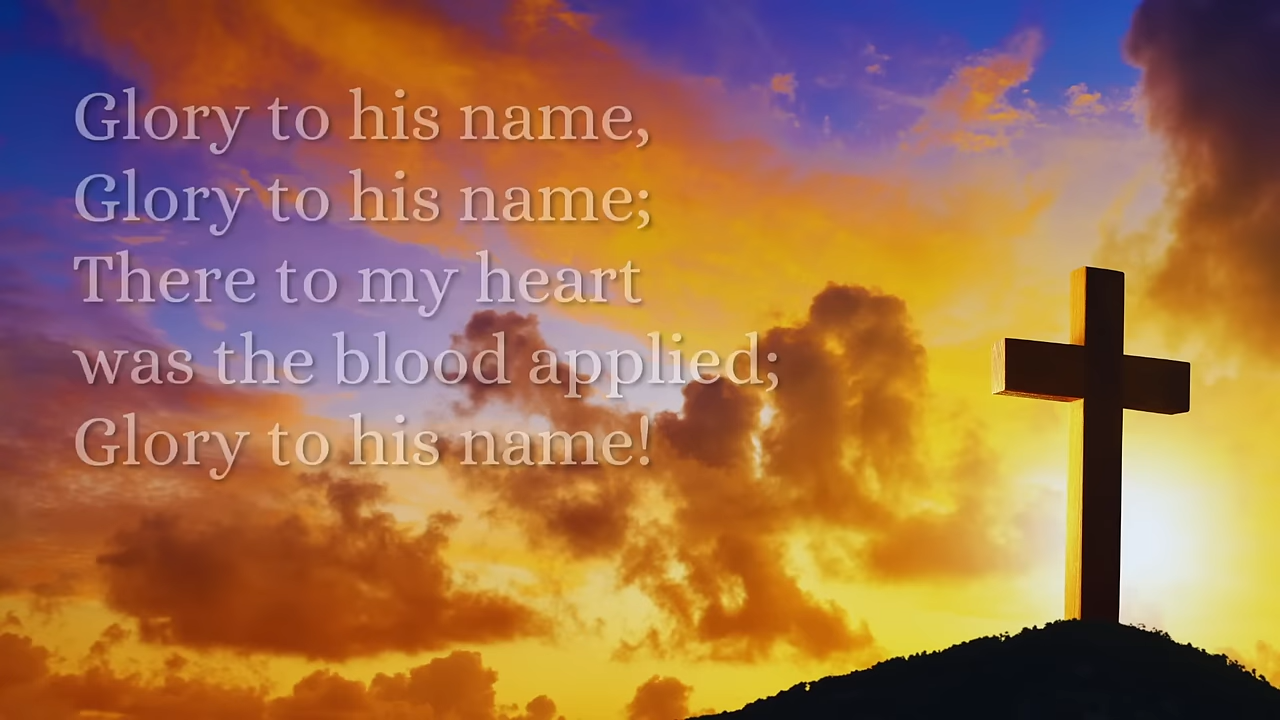 Glory to his name,
Glory to his name;
There to my heart
was the blood applied;
Glory to his name!